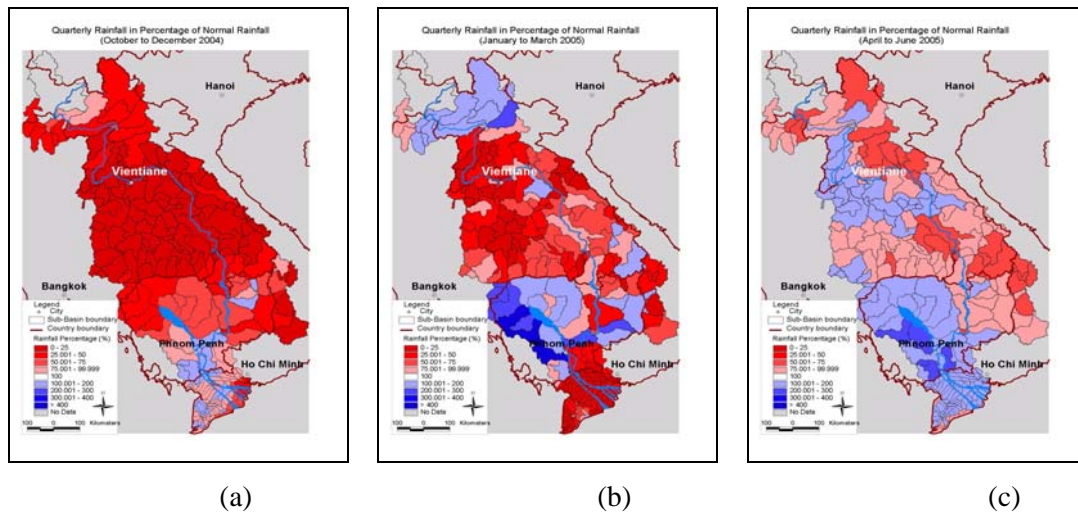 Quarterly Rainfall in Percentage of Normal Rainfall
(October to December 2004)
Hanoi
Vientiane
Bangkok
Phnom Penh
Ho Chi Minh
Legend
City
Sub-Basin boundary
Country boundary
Rainfall Percentage (%)
0 - 25
25.001 - 50
50.001 - 75
75.001 - 99.999
100
100.001 - 200
200.001 - 300
300.001 - 400
> 400
No Data
100 0 100 Kilometers
(a)
Quarterly Rainfall in Percentage of Normal Rainfall
(January to March 2005)
Hanoi
Vientiane
Bangkok
Phnom Penh
Ho Chi Minh
Legend
City
Sub-Basin boundary
Country boundary
Rainfall Percentage (%)
0 - 25
25.001 - 50
50.001 - 75
75.001 - 99.999
100
100.001 - 200
200.001 - 300
300.001 - 400
> 400
No Data
100 0 100 Kilometers
(b)
Quarterly Rainfall in Percentage of Normal Rainfall
(April to June 2005)
Hanoi
Vientiane
Bangkok
Phnom Penh
Ho Chi Minh
Legend
City
Sub-Basin boundary
Country boundary
Rainfall Percentage (%)
0 - 25
25.001 - 50
50.001 - 75
75.001 - 99.999
100
100.001 - 200
200.001 - 300
300.001 - 400
> 400
No Data
100 0 100 Kilometers
(c)